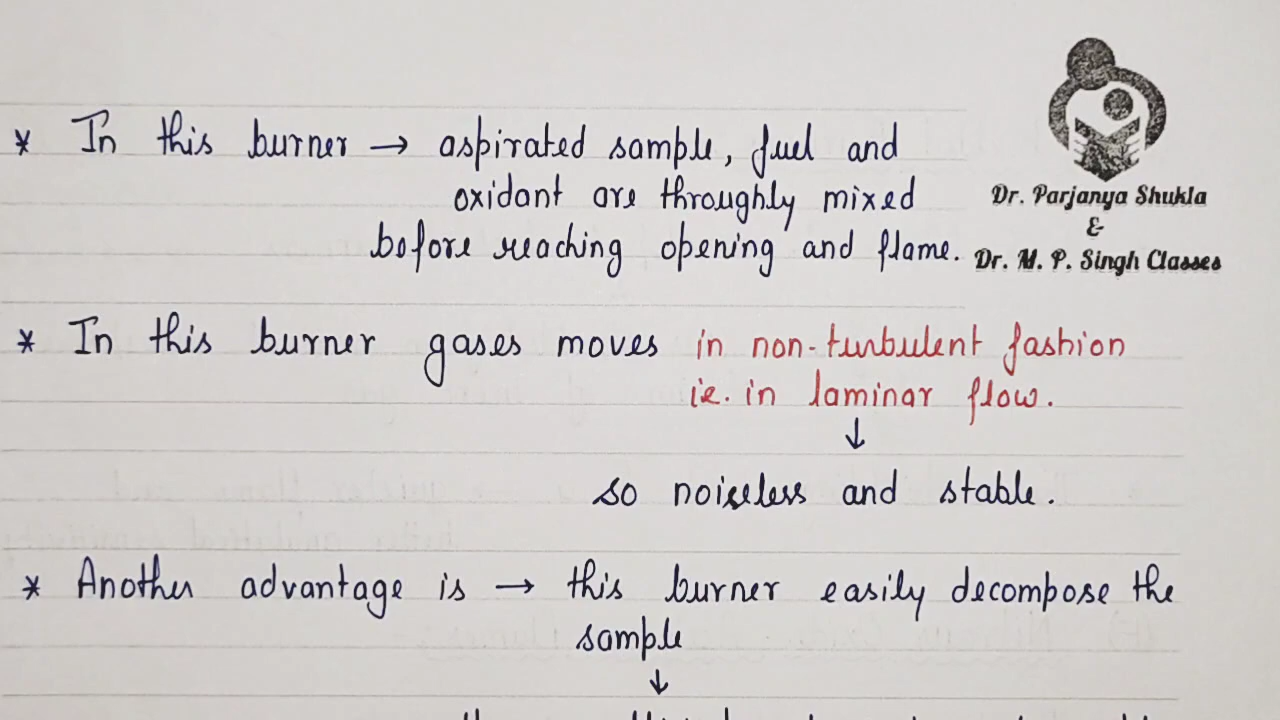 * In this burner → aspirated sample, fuel and
oxidant are throughly mixed
before reaching opening and flame.
Dr. Parjanya Shukla
&
Dr. M. P. Singh Classes
* In this burner gases moves in non-turbulent fashion
i.e. in laminar flow.
↓
so noiseless and stable.
* Another advantage is → this burner easily decompose the
sample
↓